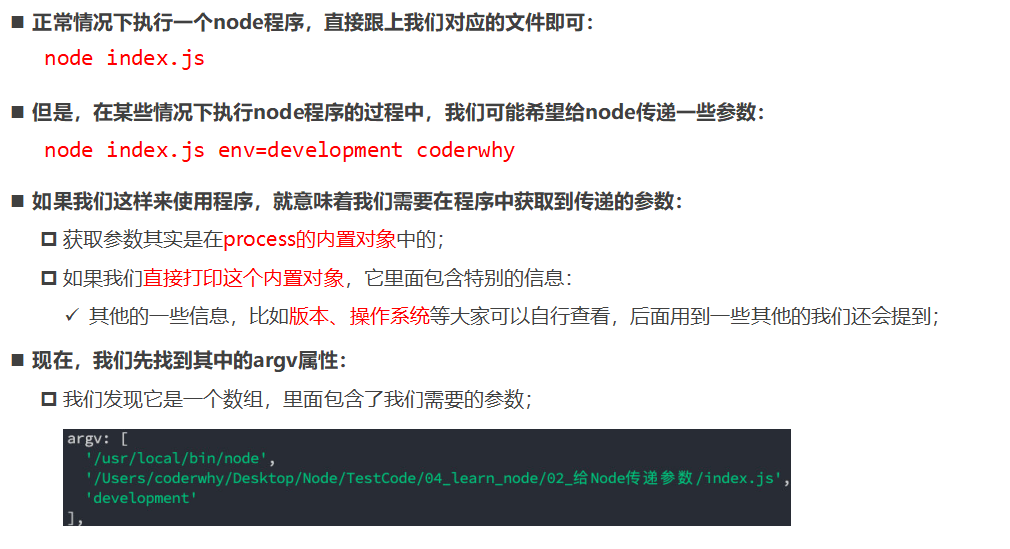 正常情况下执行一个node程序，直接跟上我们对应的文件即可：
node index.js
但是，在某些情况下执行node程序的过程中，我们可能希望给node传递一些参数：
node index.js env=development coderwhy
如果我们这样来使用程序，就意味着我们需要在程序中获取到传递的参数：
获取参数其实是在process的内置对象中的；
如果我们直接打印这个内置对象，它里面包含特别的信息：
其他的一些信息，比如版本、操作系统等大家可以自行查看，后面用到一些其他的我们还会提到；
现在，我们先找到其中的argv属性：
我们发现它是一个数组，里面包含了我们需要的参数；
argv: [
'/usr/local/bin/node',
'/Users/coderwhy/Desktop/Node/TestCode/04_learn_node/02_给Node传递参数/index.js',
'development'
],